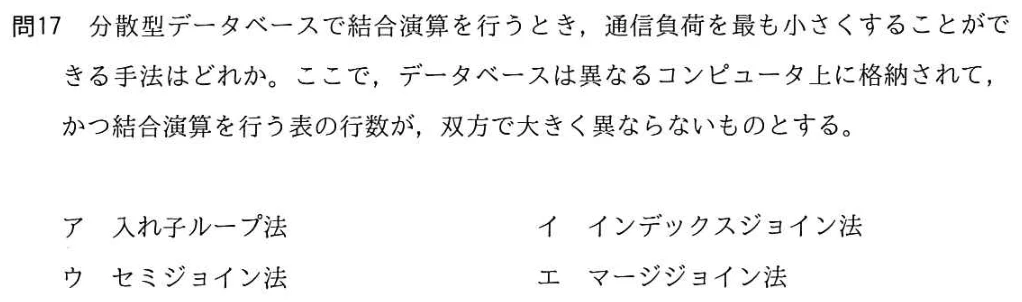 問17 分散型データベースで結合演算を行うとき，通信負荷を最も小さくすることがで
きる手法はどれか。ここで，データベースは異なるコンピュータ上に格納されて，
かつ結合演算を行う表の行数が，双方で大きく異ならないものとする。
ア 入れ子ループ法 イ インデックスジョイン法
ウ セミジョイン法 エ マージジョイン法